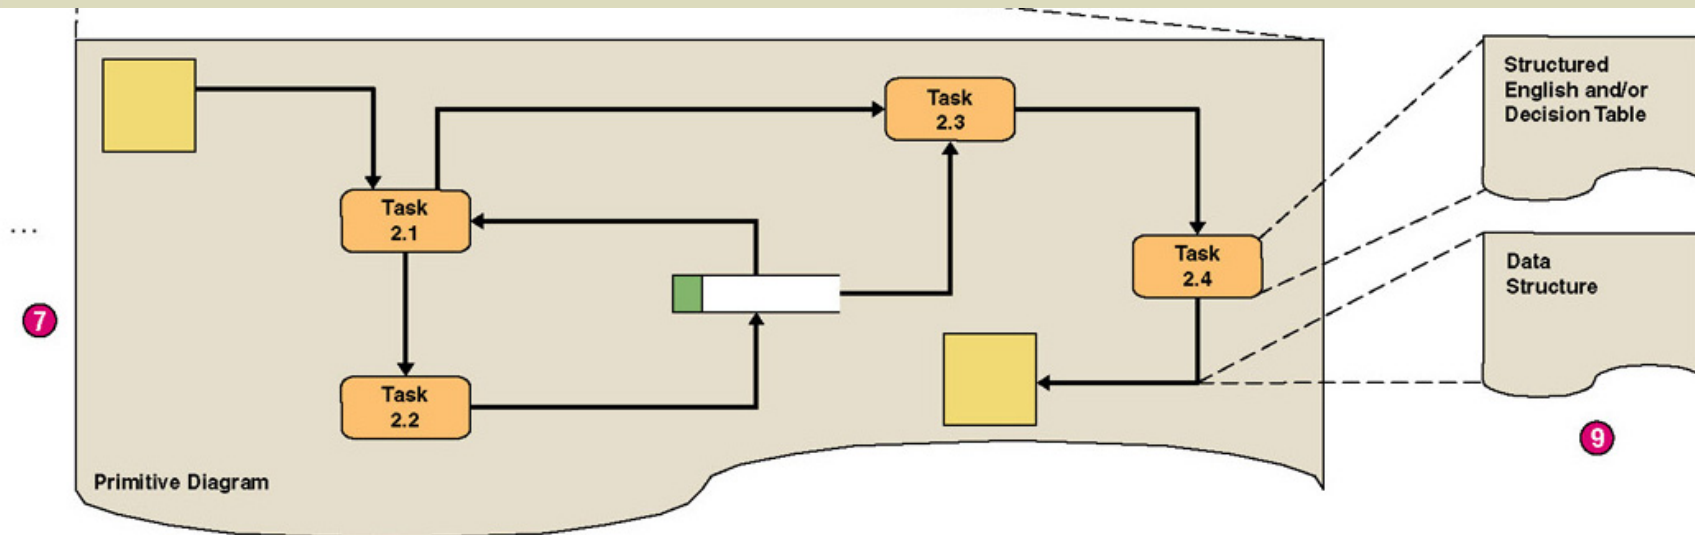 Task
2.3
Structured
English and/or
Decision Table
Task
2.1
...
Task
2.4
Data
Structure
7
Task
2.2
9
Primitive Diagram